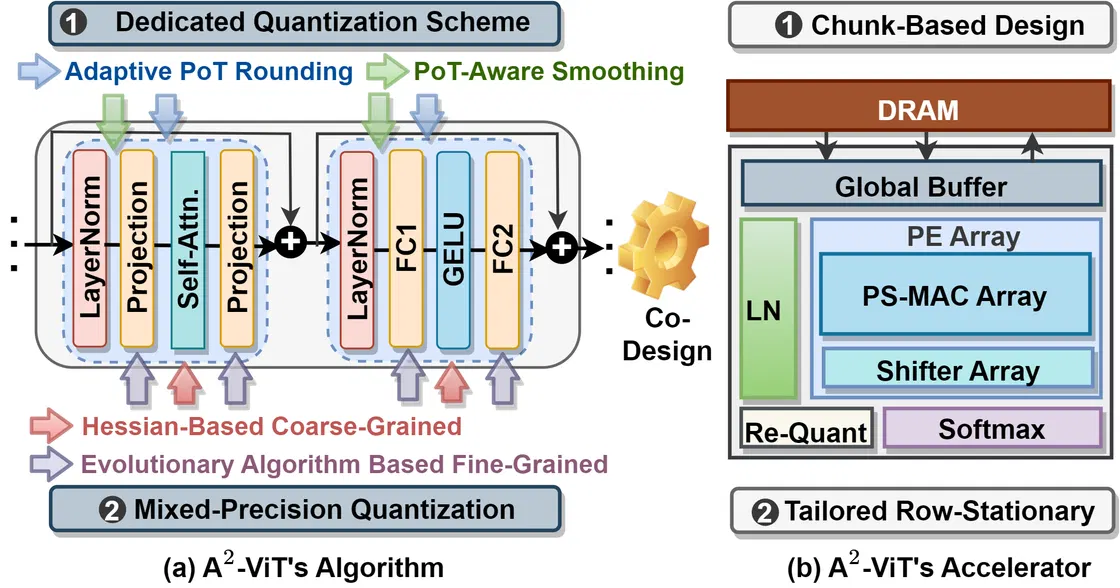 ❶ Dedicated Quantization Scheme
Adaptive PoT Rounding
PoT-Aware Smoothing
LayerNorm
Projection
Self-Attn.
Projection
LayerNorm
FC1
GELU
FC2
Hessian-Based Coarse-Grained
Evolutionary Algorithm Based Fine-Grained
❷ Mixed-Precision Quantization
(a) A²-ViT's Algorithm
Co-
Design
❶ Chunk-Based Design
DRAM
Global Buffer
LN
PE Array
PS-MAC Array
Shifter Array
Re-Quant
Softmax
❷ Tailored Row-Stationary
(b) A²-ViT's Accelerator